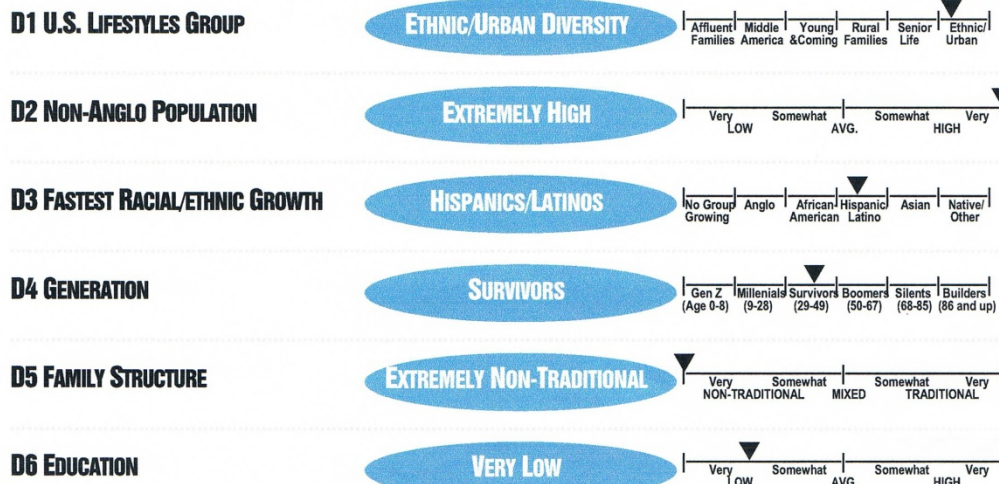 D1 U.S. LIFESTYLES GROUP
ETHNIC/URBAN DIVERSITY
Affluent Families
Middle America
Young &Coming
Rural Families
Senior Life
Ethnic/ Urban
D2 NON-ANGLO POPULATION
EXTREMELY HIGH
Very Somewhat Somewhat Very
LOW AVG. HIGH
D3 FASTEST RACIAL/ETHNIC GROWTH
HISPANICS/LATINOS
No Group Growing
Anglo
African American
Hispanic Latino
Asian
Native/ Other
D4 GENERATION
SURVIVORS
Gen Z (Age 0-8)
Millenials (9-28)
Survivors (29-49)
Boomers (50-67)
Silents (68-85)
Builders (86 and up)
D5 FAMILY STRUCTURE
EXTREMELY NON-TRADITIONAL
Very Somewhat Somewhat Very
NON-TRADITIONAL MIXED TRADITIONAL
D6 EDUCATION
VERY LOW
Very Somewhat Somewhat Very
LOW AVG. HIGH